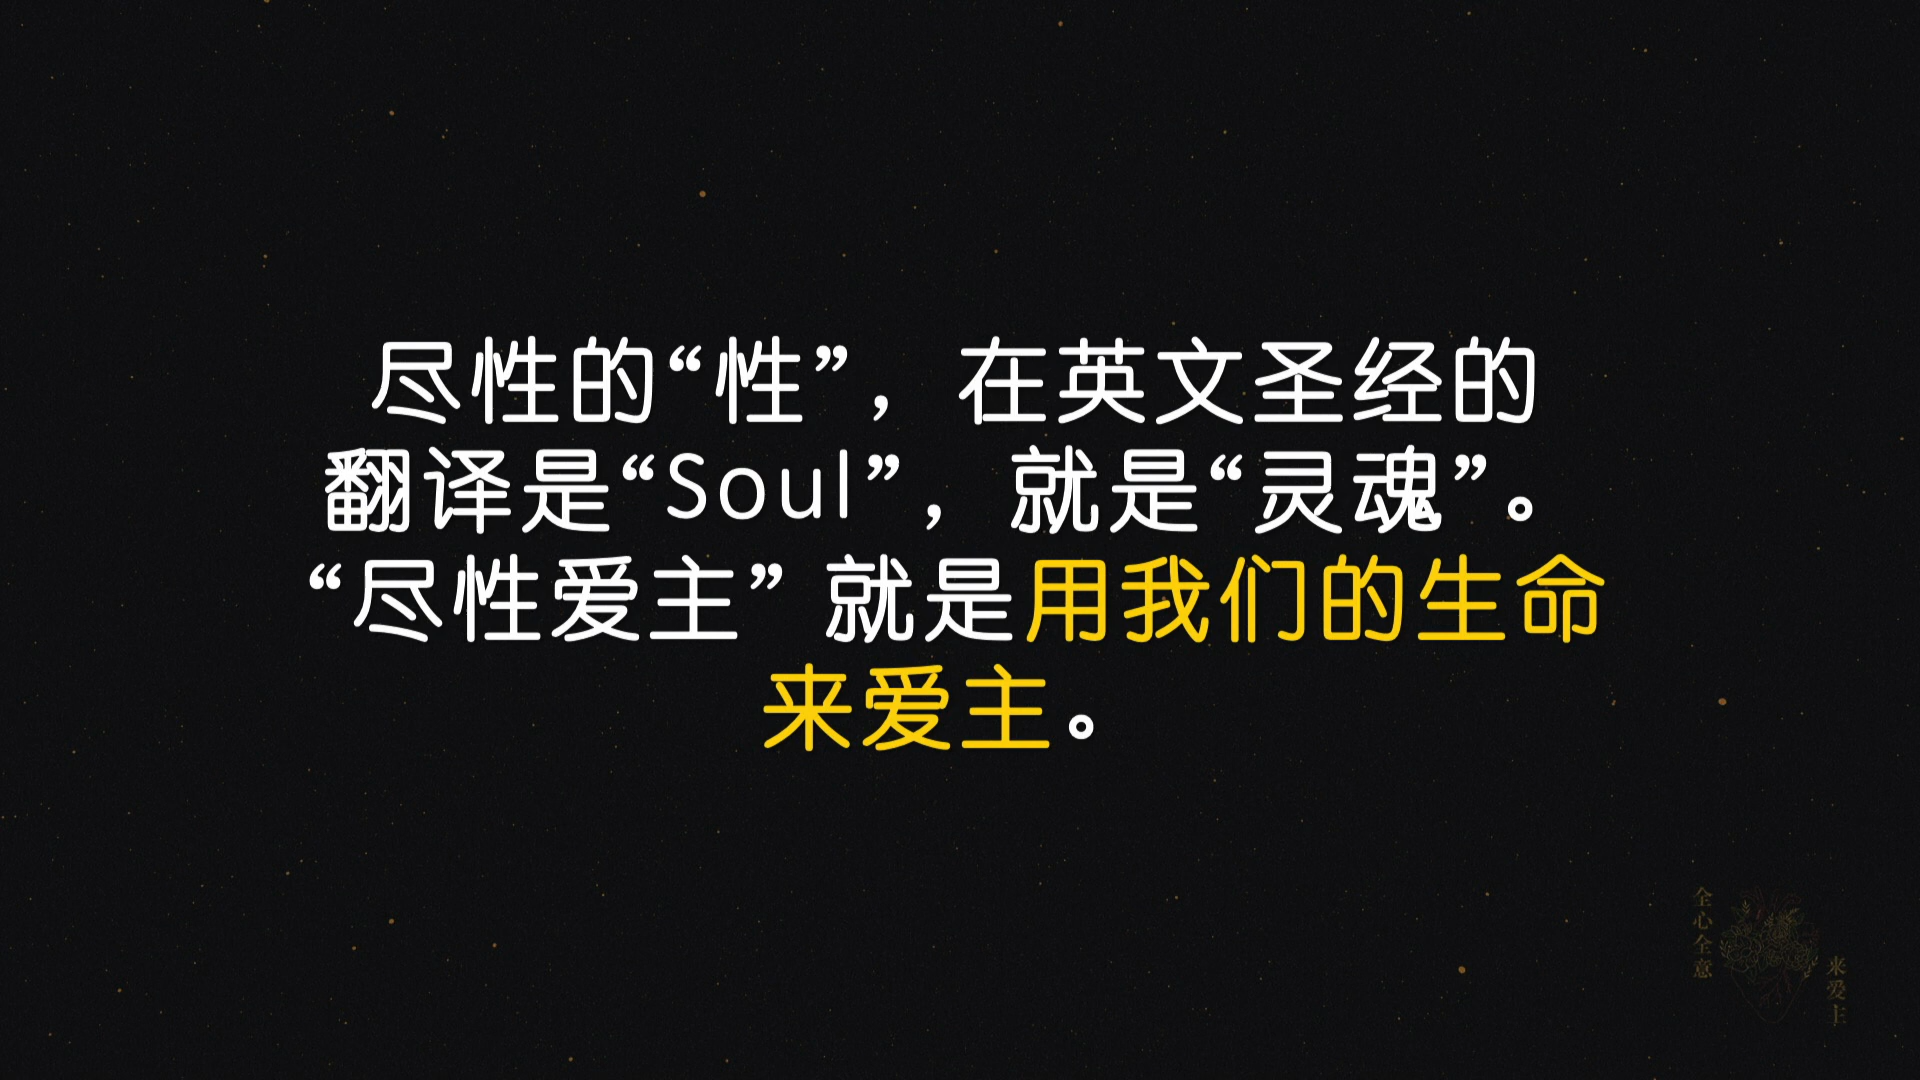 尽性的“性”，在英文圣经的
翻译是“Soul”，就是“灵魂”。
“尽性爱主” 就是用我们的生命
来爱主。
全心全意
来爱主